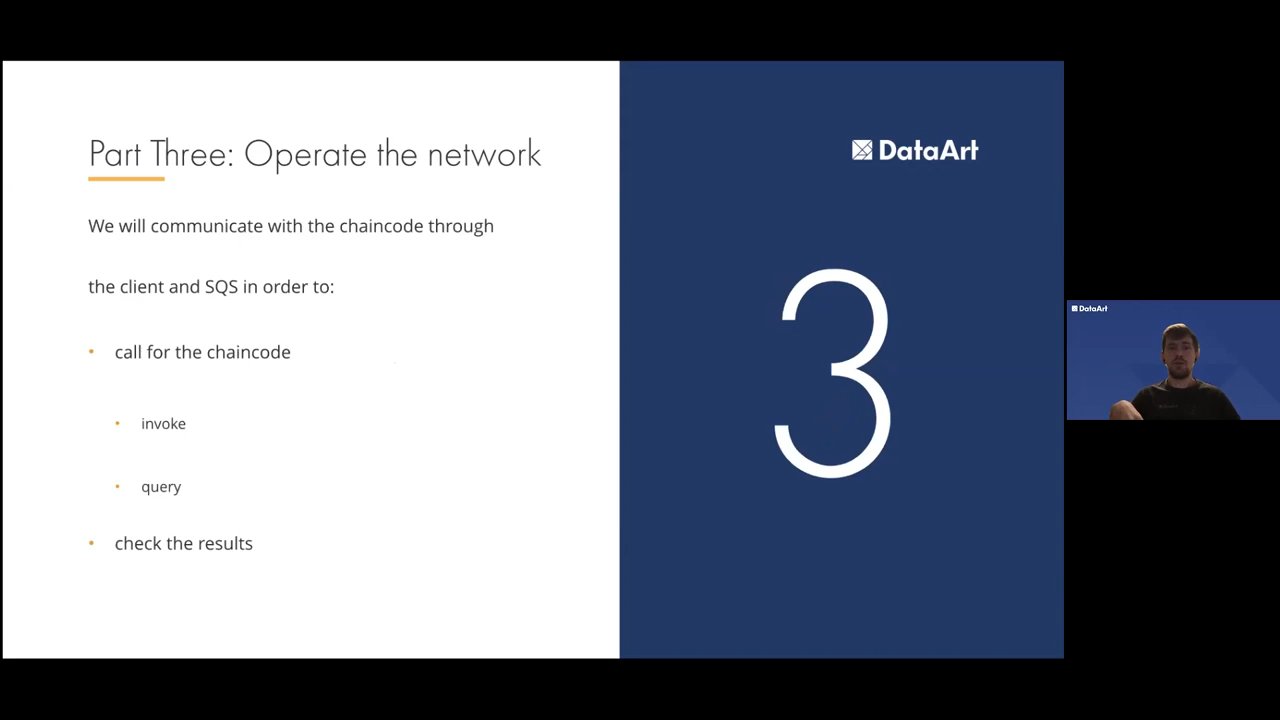 Part Three: Operate the network
We will communicate with the chaincode through
the client and SQS in order to:
• call for the chaincode
• invoke
• query
• check the results
DataArt
3
DataArt